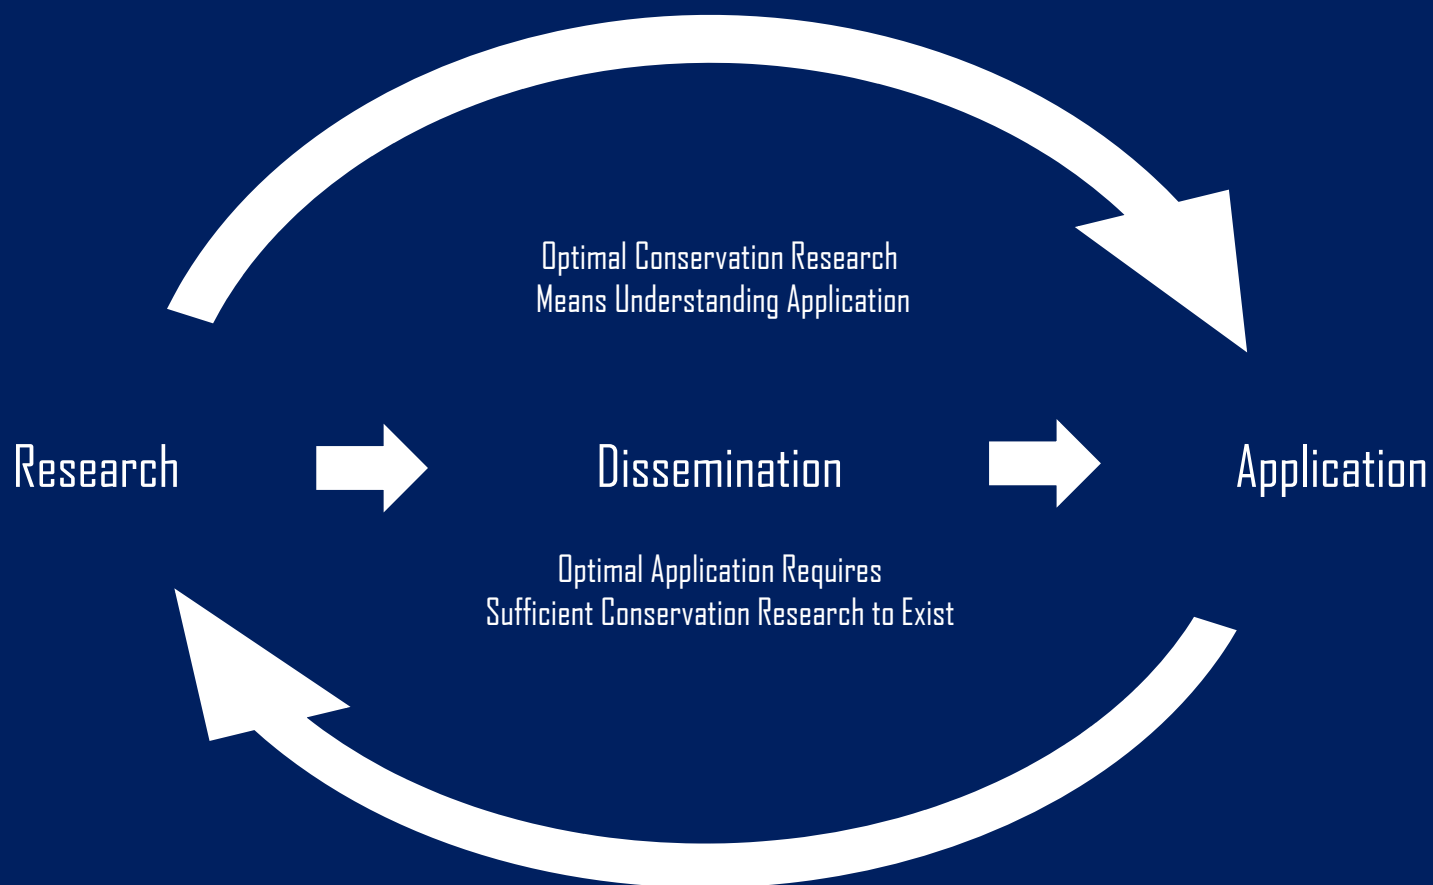 Optimal Conservation Research
Means Understanding Application
Research
Dissemination
Application
Optimal Application Requires
Sufficient Conservation Research to Exist